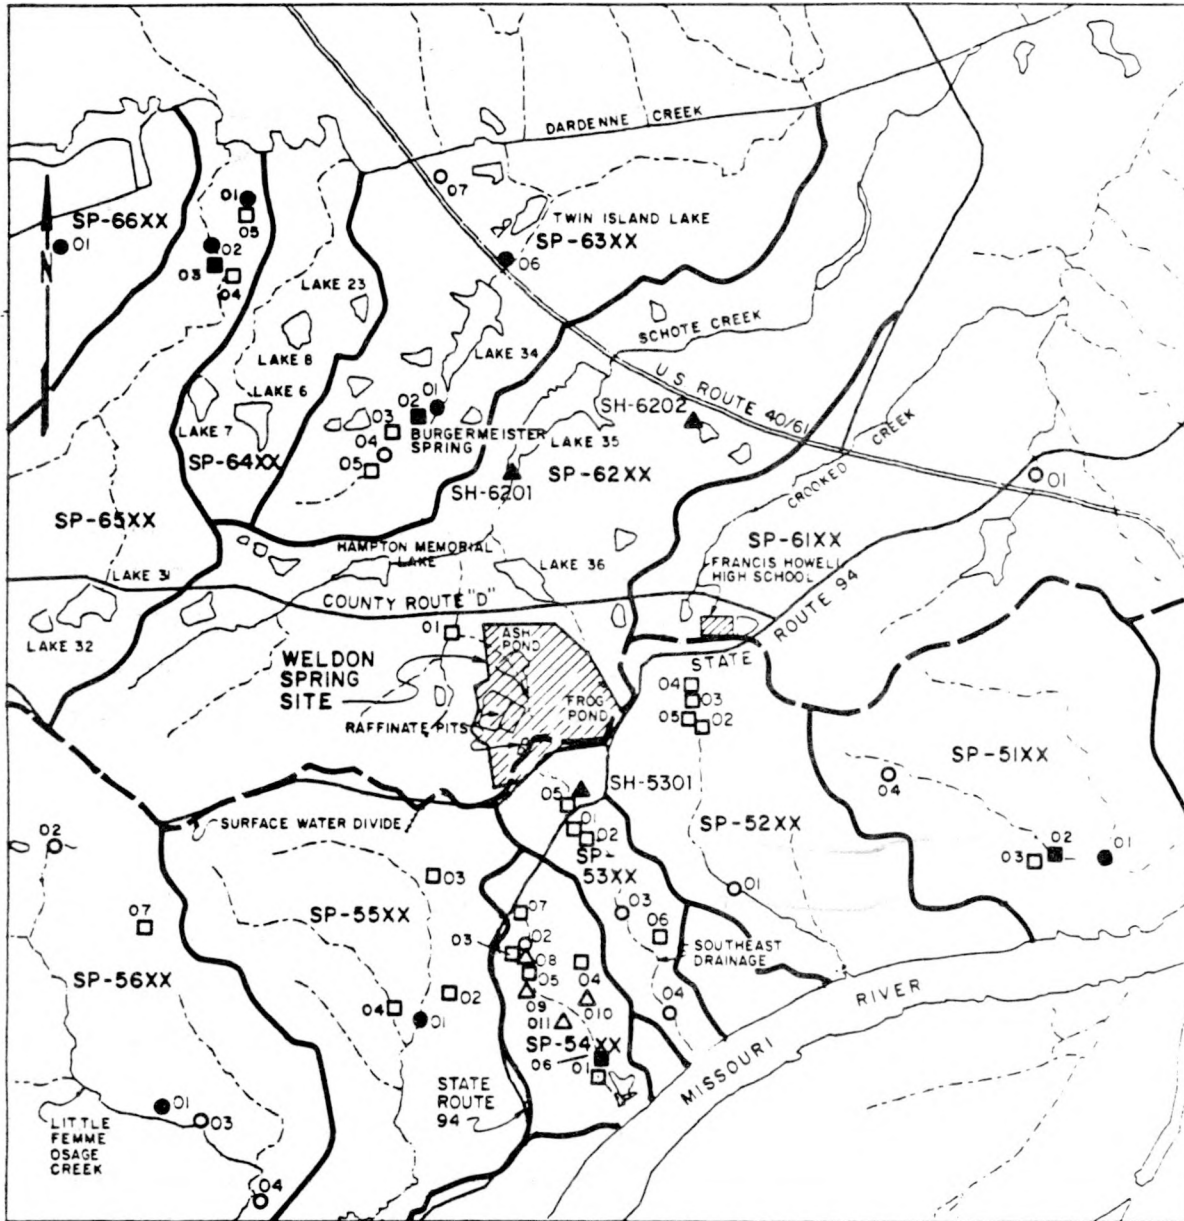 DARDENNE CREEK
07
01
05
SP-66XX
01
02
03
04
N
TWIN ISLAND LAKE
SP-63XX
06
LAKE 23
SCHOTE CREEK
LAKE 8
LAKE 34
U.S. ROUTE 40/61
LAKE 6
01
02
03
SH-6202
LAKE 7
04
BURGERMEISTER
SPRING
LAKE 35
CROOKED
CREEK
SP-64XX
05
SP-62XX
SH-6201
01
SP-65XX
HAMPTON MEMORIAL
LAKE
SP-61XX
FRANCIS HOWELL
HIGH SCHOOL
LAKE 31
LAKE 36
COUNTY ROUTE "D"
STATE
ROUTE 94
LAKE 32
01
ASH
POND
WELDON
SPRING
SITE
FROG
POND
RAFFINATE PITS
04
03
05
02
SP-51XX
04
SH-5301
05
SURFACE WATER DIVIDE
01
02
SP-52XX
02
02
01
03
SP-
53XX
03
01
07
SP-55XX
07
03
06
02
03
08
SOUTHEAST
DRAINAGE
SP-56XX
05
04
04
02
09
010
04
01
011
SP-54XX
RIVER
MISSOURI
06
01
STATE
ROUTE
94
01
03
LITTLE
FEMME
OSAGE
CREEK
04